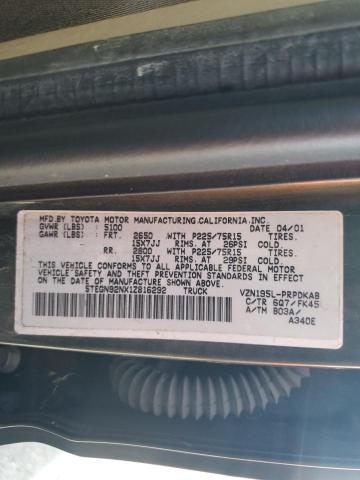 MFD.BY TOYOTA MOTOR MANUFACTURING,CALIFORNIA,INC.
GVWR (LBS) : 5100 DATE 04/01
GAWR (LBS) : FRT. 2650 WITH P225/75R15 TIRES.
15X7JJ RIMS. AT 26PSI COLD.
RR. 2800 WITH P225/75R15 TIRES.
15X7JJ RIMS. AT 29PSI COLD.
THIS VEHICLE CONFORMS TO ALL APPLICABLE FEDERAL MOTOR
VEHICLE SAFETY AND THEFT PREVENTION STANDARDS IN EFFECT
ON THE DATE OF MANUFACTURE SHOWN ABOVE.
5TEGN92NX1Z816292 TRUCK VZN195L-PRPDKAB
C/TR 6Q7/FK45
A/TM B03A/
A340E